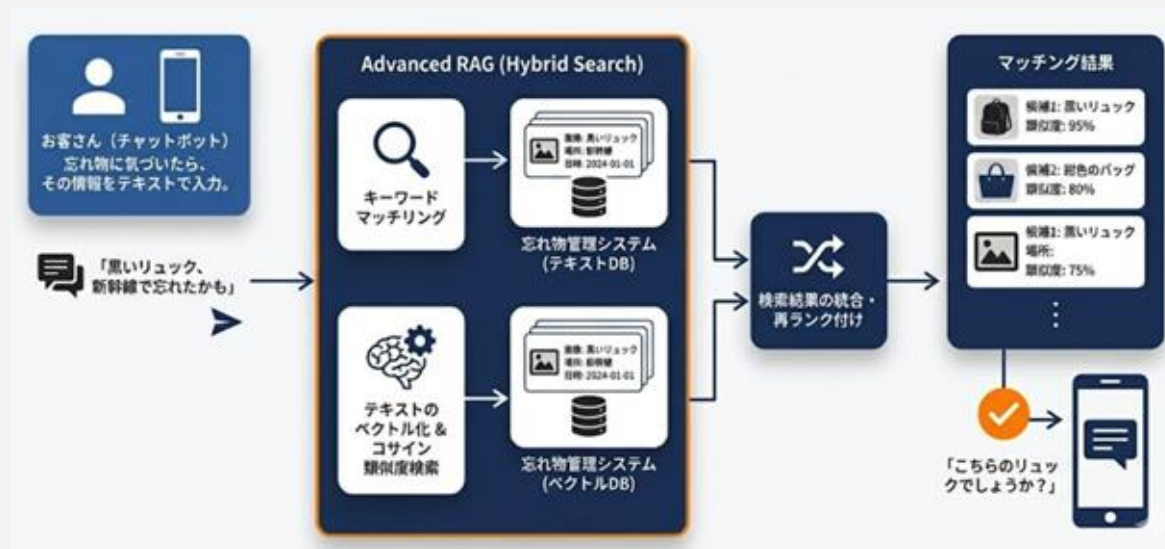 お客さん（チャットボット）
忘れ物に気づいたら、
その情報をテキストで入力。
「黒いリュック、
新幹線で忘れたかも」
Advanced RAG (Hybrid Search)
キーワード
マッチリング
画像: 黒いリュック
場所: 新幹線
日時: 2024-01-01
忘れ物管理システム
(テキストDB)
テキストの
ベクトル化 &
コサイン
類似度検索
画像: 黒いリュック
場所: 新幹線
日時: 2024-01-01
忘れ物管理システム
(ベクトルDB)
検索結果の統合・
再ランク付け
マッチング結果
候補1: 黒いリュック
類似度: 95%
候補2: 紺色のバッグ
類似度: 80%
候補1: 黒いリュック
場所:
類似度: 75%
「こちらのリュッ
クでしょうか？」